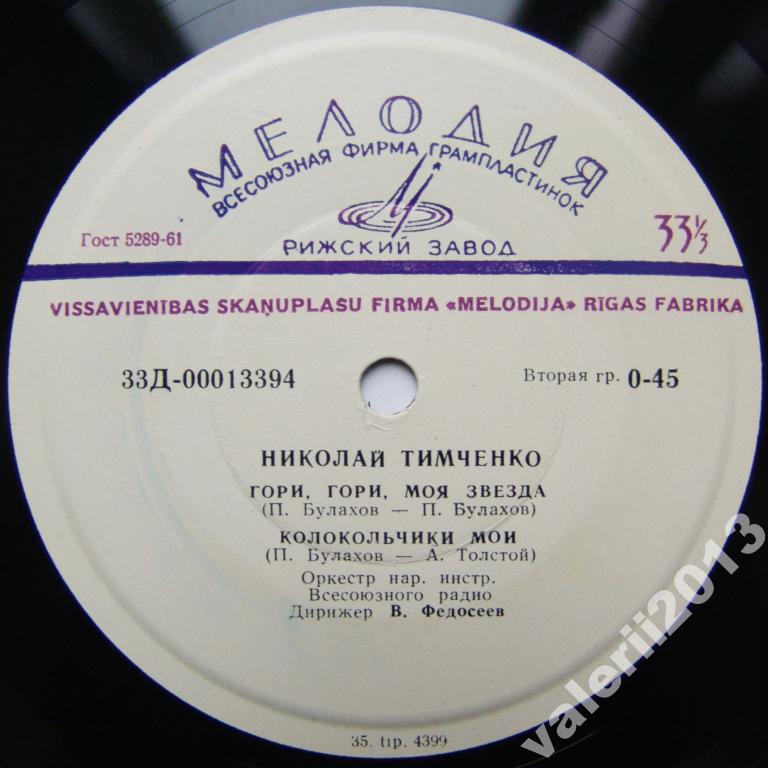 МЕЛОДИЯ
ВСЕСОЮЗНАЯ ФИРМА ГРАМПЛАСТИНОК
Гост 5289-61
РИЖСКИЙ ЗАВОД
33⅓
VISSAVIENĪBAS SKAŅUPLASU FIRMA «MELODIJA» RĪGAS FABRIKA
33Д-00013394
Вторая гр. 0-45
НИКОЛАЙ ТИМЧЕНКО
ГОРИ, ГОРИ, МОЯ ЗВЕЗДА
(П. Булахов — П. Булахов)
КОЛОКОЛЬЧИКИ МОИ
(П. Булахов — А. Толстой)
Оркестр нар. инстр.
Всесоюзного радио
Дирижер В. Федосеев
35. tip. 4399
valerii2013